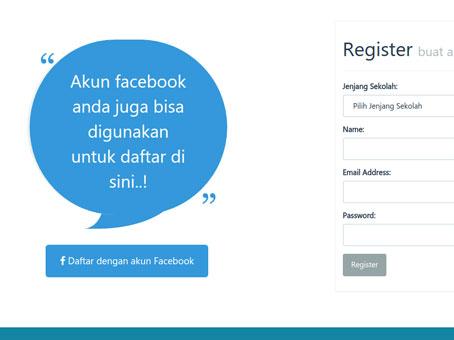 “
Akun facebook
anda juga bisa
digunakan
untuk daftar di
sini..!
”
f Daftar dengan akun Facebook
Register buat a
Jenjang Sekolah:
Pilih Jenjang Sekolah
Name:
Email Address:
Password:
Register